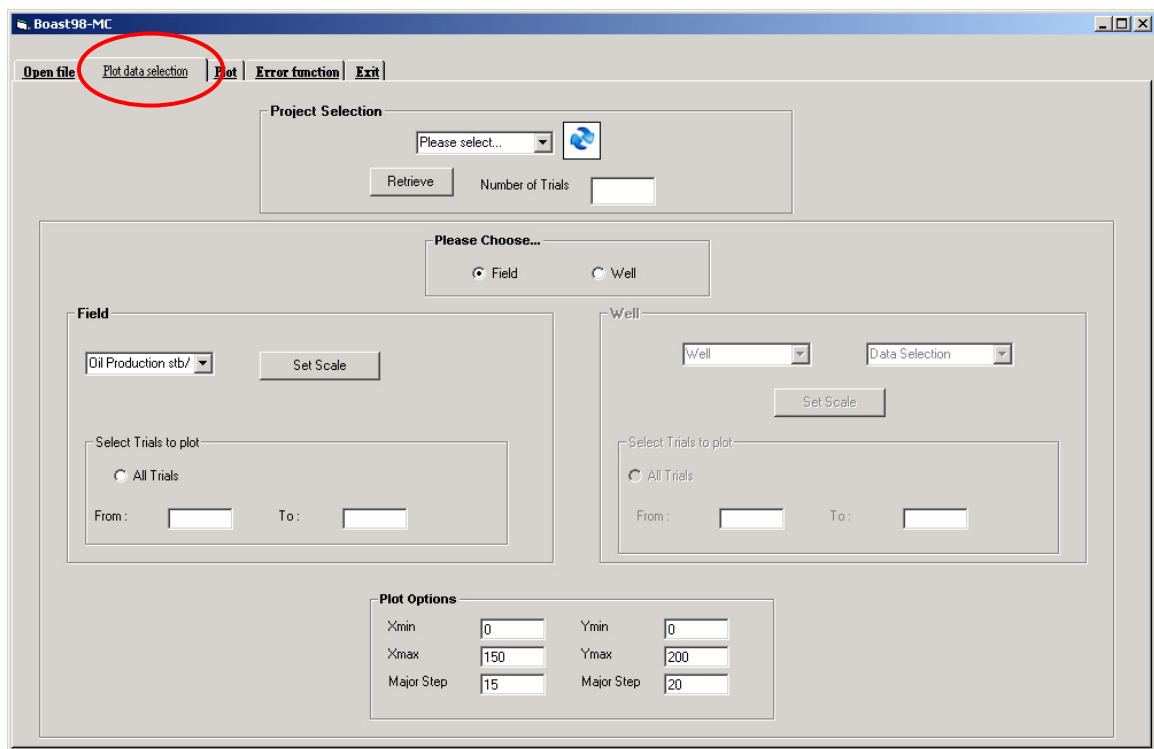 Boast98-MC
Open file Plot data selection Plot Error function Exit
Project Selection
Please select...
Retrieve Number of Trials
Please Choose...
Field Well
Field
Oil Production stb/
Set Scale
Select Trials to plot
All Trials
From : To :
Well
Well Data Selection
Set Scale
Select Trials to plot
All Trials
From : To :
Plot Options
Xmin 0 Ymin 0
Xmax 150 Ymax 200
Major Step 15 Major Step 20